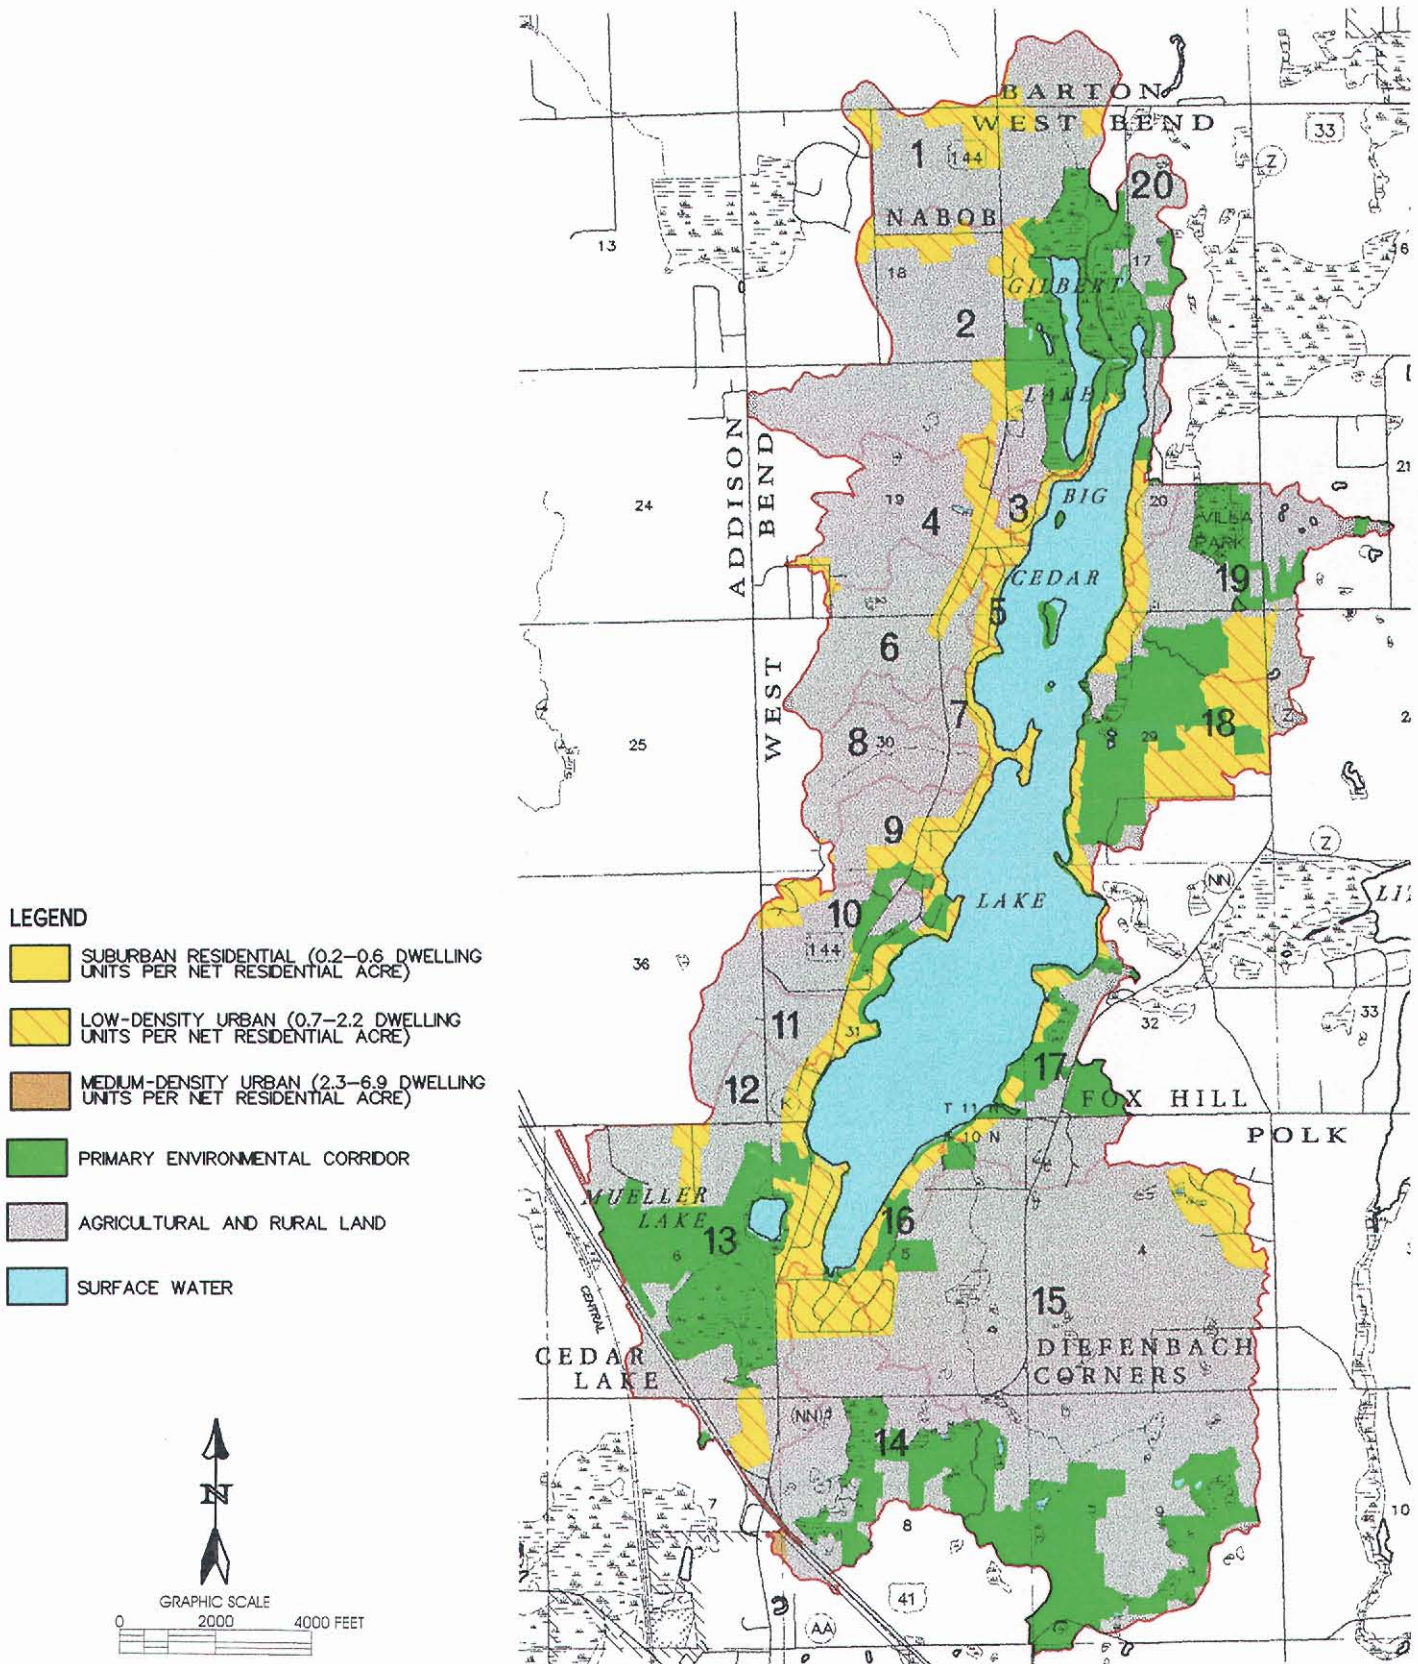 BARTON
WEST BEND
33
Z
1
144
20
NABOB
13
18
17
GILBERT
2
LAKE
ADDISON
BEND
WEST
24
19
4
3
BIG
20
VILLA
PARK
21
CEDAR
19
5
6
7
18
Z
25
8
30
29
9
Z
NN
LAKE
10
144
36
11
31
32
33
17
12
K
T 11 N
10 N
FOX HILL
POLK
MUELLER
LAKE
13
6
16
5
4
15
CENTRAL
CEDAR
LAKE
DIEFENBACH
CORNERS
NN
14
7
8
9
10
41
AA
LEGEND
SUBURBAN RESIDENTIAL (0.2-0.6 DWELLING
UNITS PER NET RESIDENTIAL ACRE)
LOW-DENSITY URBAN (0.7-2.2 DWELLING
UNITS PER NET RESIDENTIAL ACRE)
MEDIUM-DENSITY URBAN (2.3-6.9 DWELLING
UNITS PER NET RESIDENTIAL ACRE)
PRIMARY ENVIRONMENTAL CORRIDOR
AGRICULTURAL AND RURAL LAND
SURFACE WATER
N
GRAPHIC SCALE
0 2000 4000 FEET